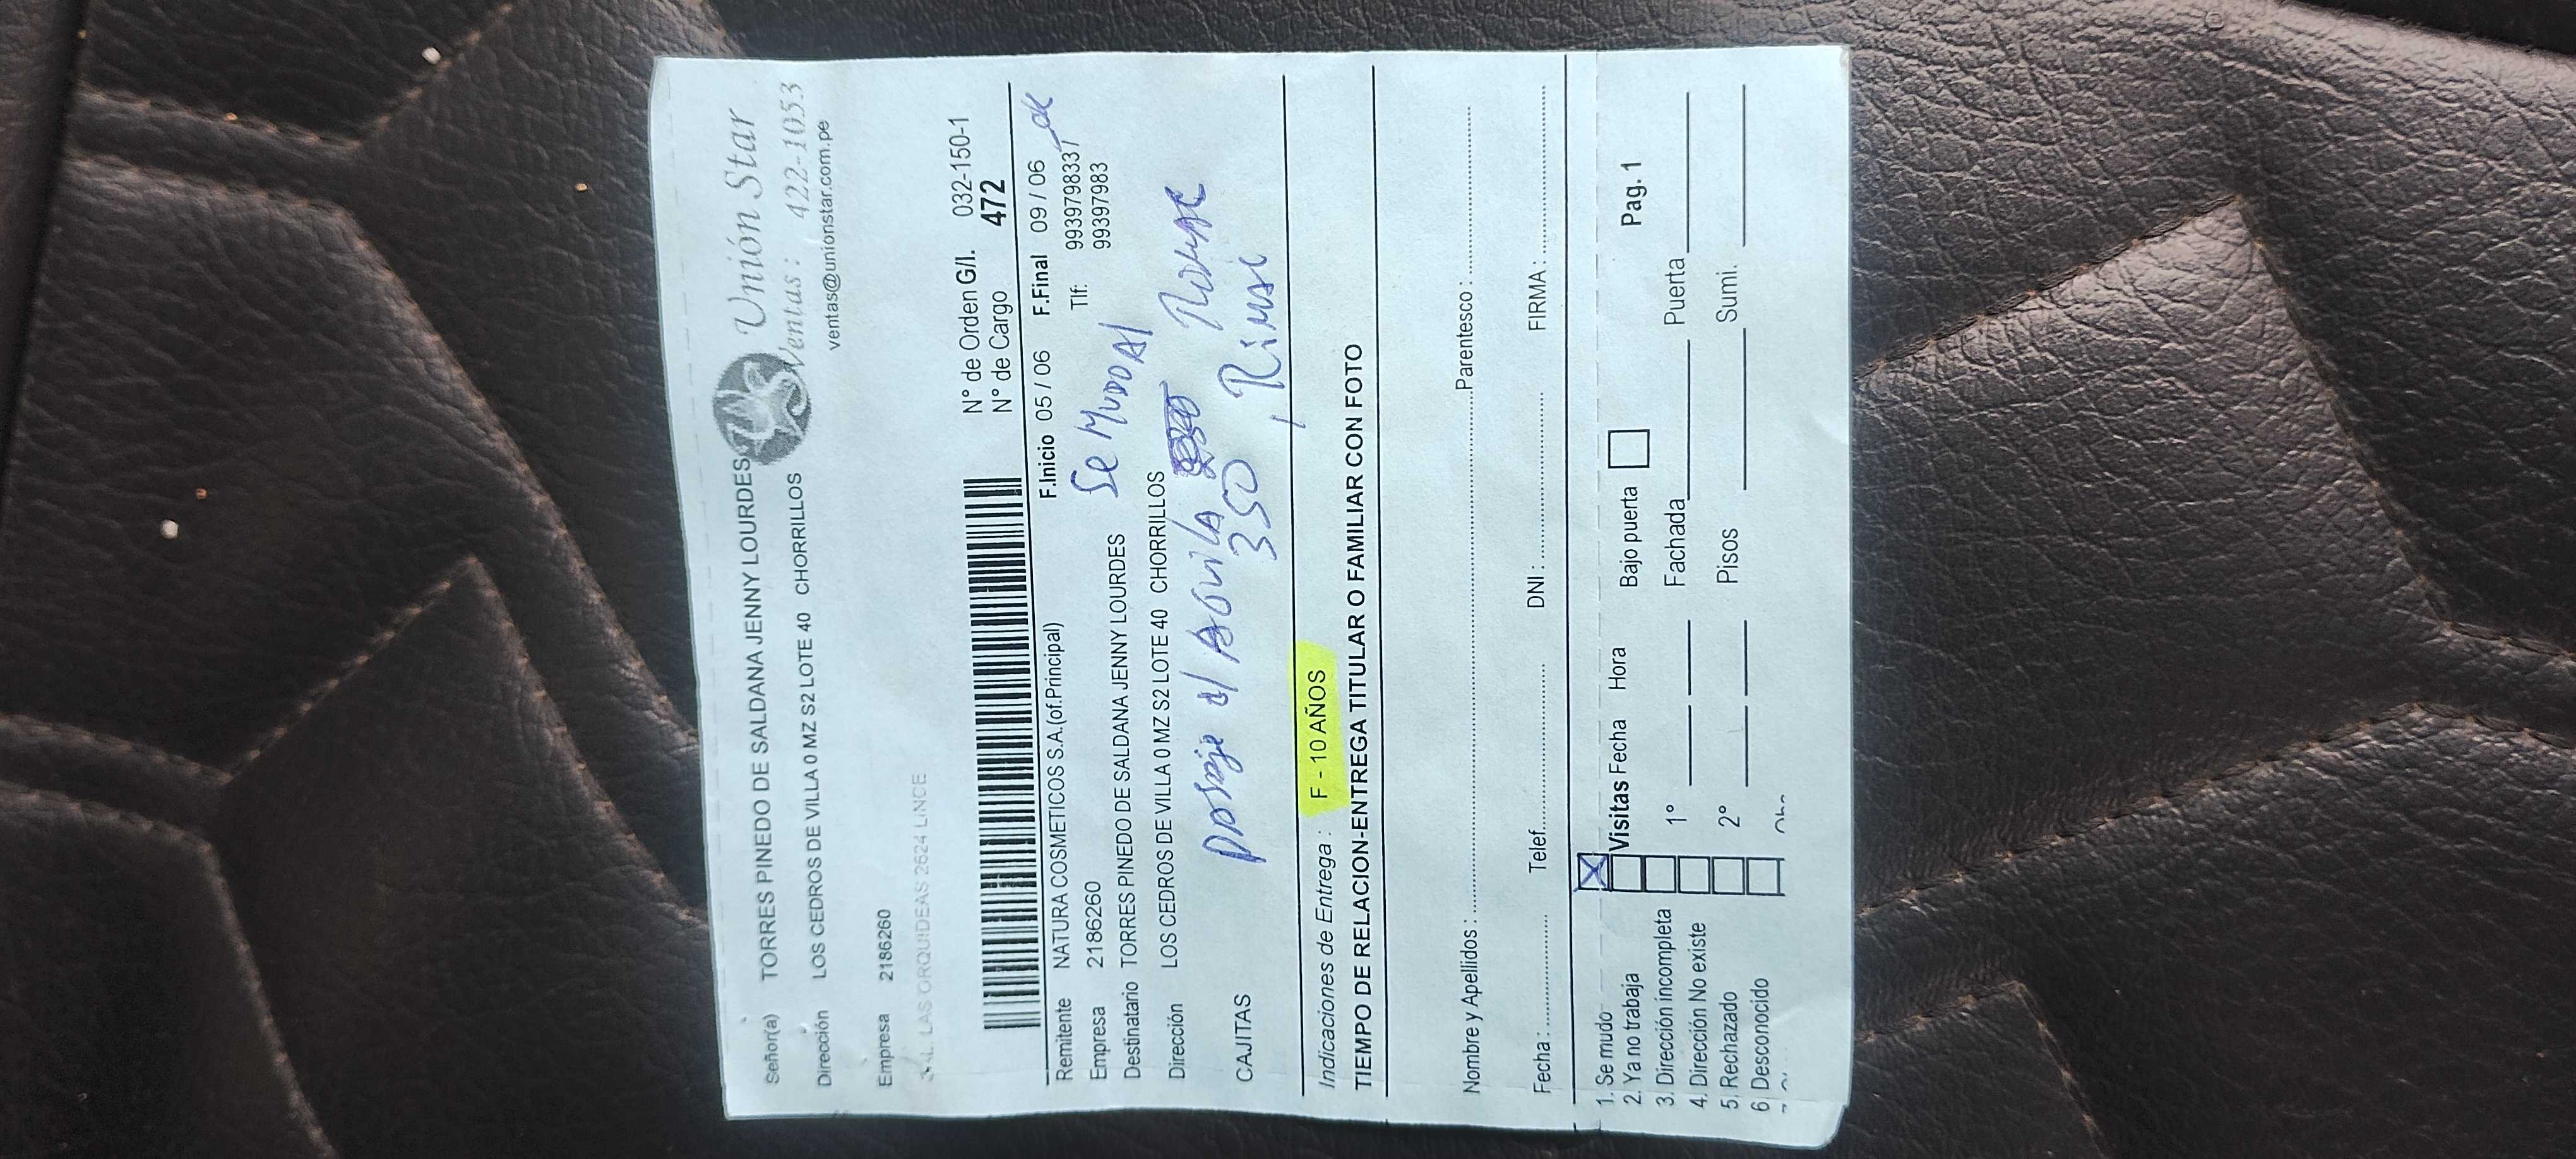 Señor(a) TORRES PINEDO DE SALDANA JENNY LOURDES
Unión Star
Dirección LOS CEDROS DE VILLA 0 MZ S2 LOTE 40 CHORRILLOS
Ventas : 422-1053
ventas@unionstar.com.pe
Empresa 2186260
LAS ORQUIDEAS 2624 LINCE
N° de Orden G/I. 032-150-1
N° de Cargo 472
Remitente NATURA COSMETICOS S.A.(of.Principal) F.Inicio 05 / 06 F.Final 09 / 06
Empresa 2186260 Tlf: 993979833/
Destinatario TORRES PINEDO DE SALDANA JENNY LOURDES 99397983
Se Mudo Al
Dirección LOS CEDROS DE VILLA 0 MZ S2 LOTE 40 CHORRILLOS
pasaje el Aguila
CAJITAS
350 Rimac
Indicaciones de Entrega : F - 10 AÑOS
TIEMPO DE RELACION-ENTREGA TITULAR O FAMILIAR CON FOTO
Nombre y Apellidos : Parentesco :
Fecha : Telef. DNI : FIRMA :
1. Se mudo
2. Ya no trabaja Visitas Fecha Hora Bajo puerta Pag. 1
3. Dirección incompleta 1° Fachada Puerta
4. Dirección No existe
5. Rechazado 2° Pisos Sumi.
6 Desconocido